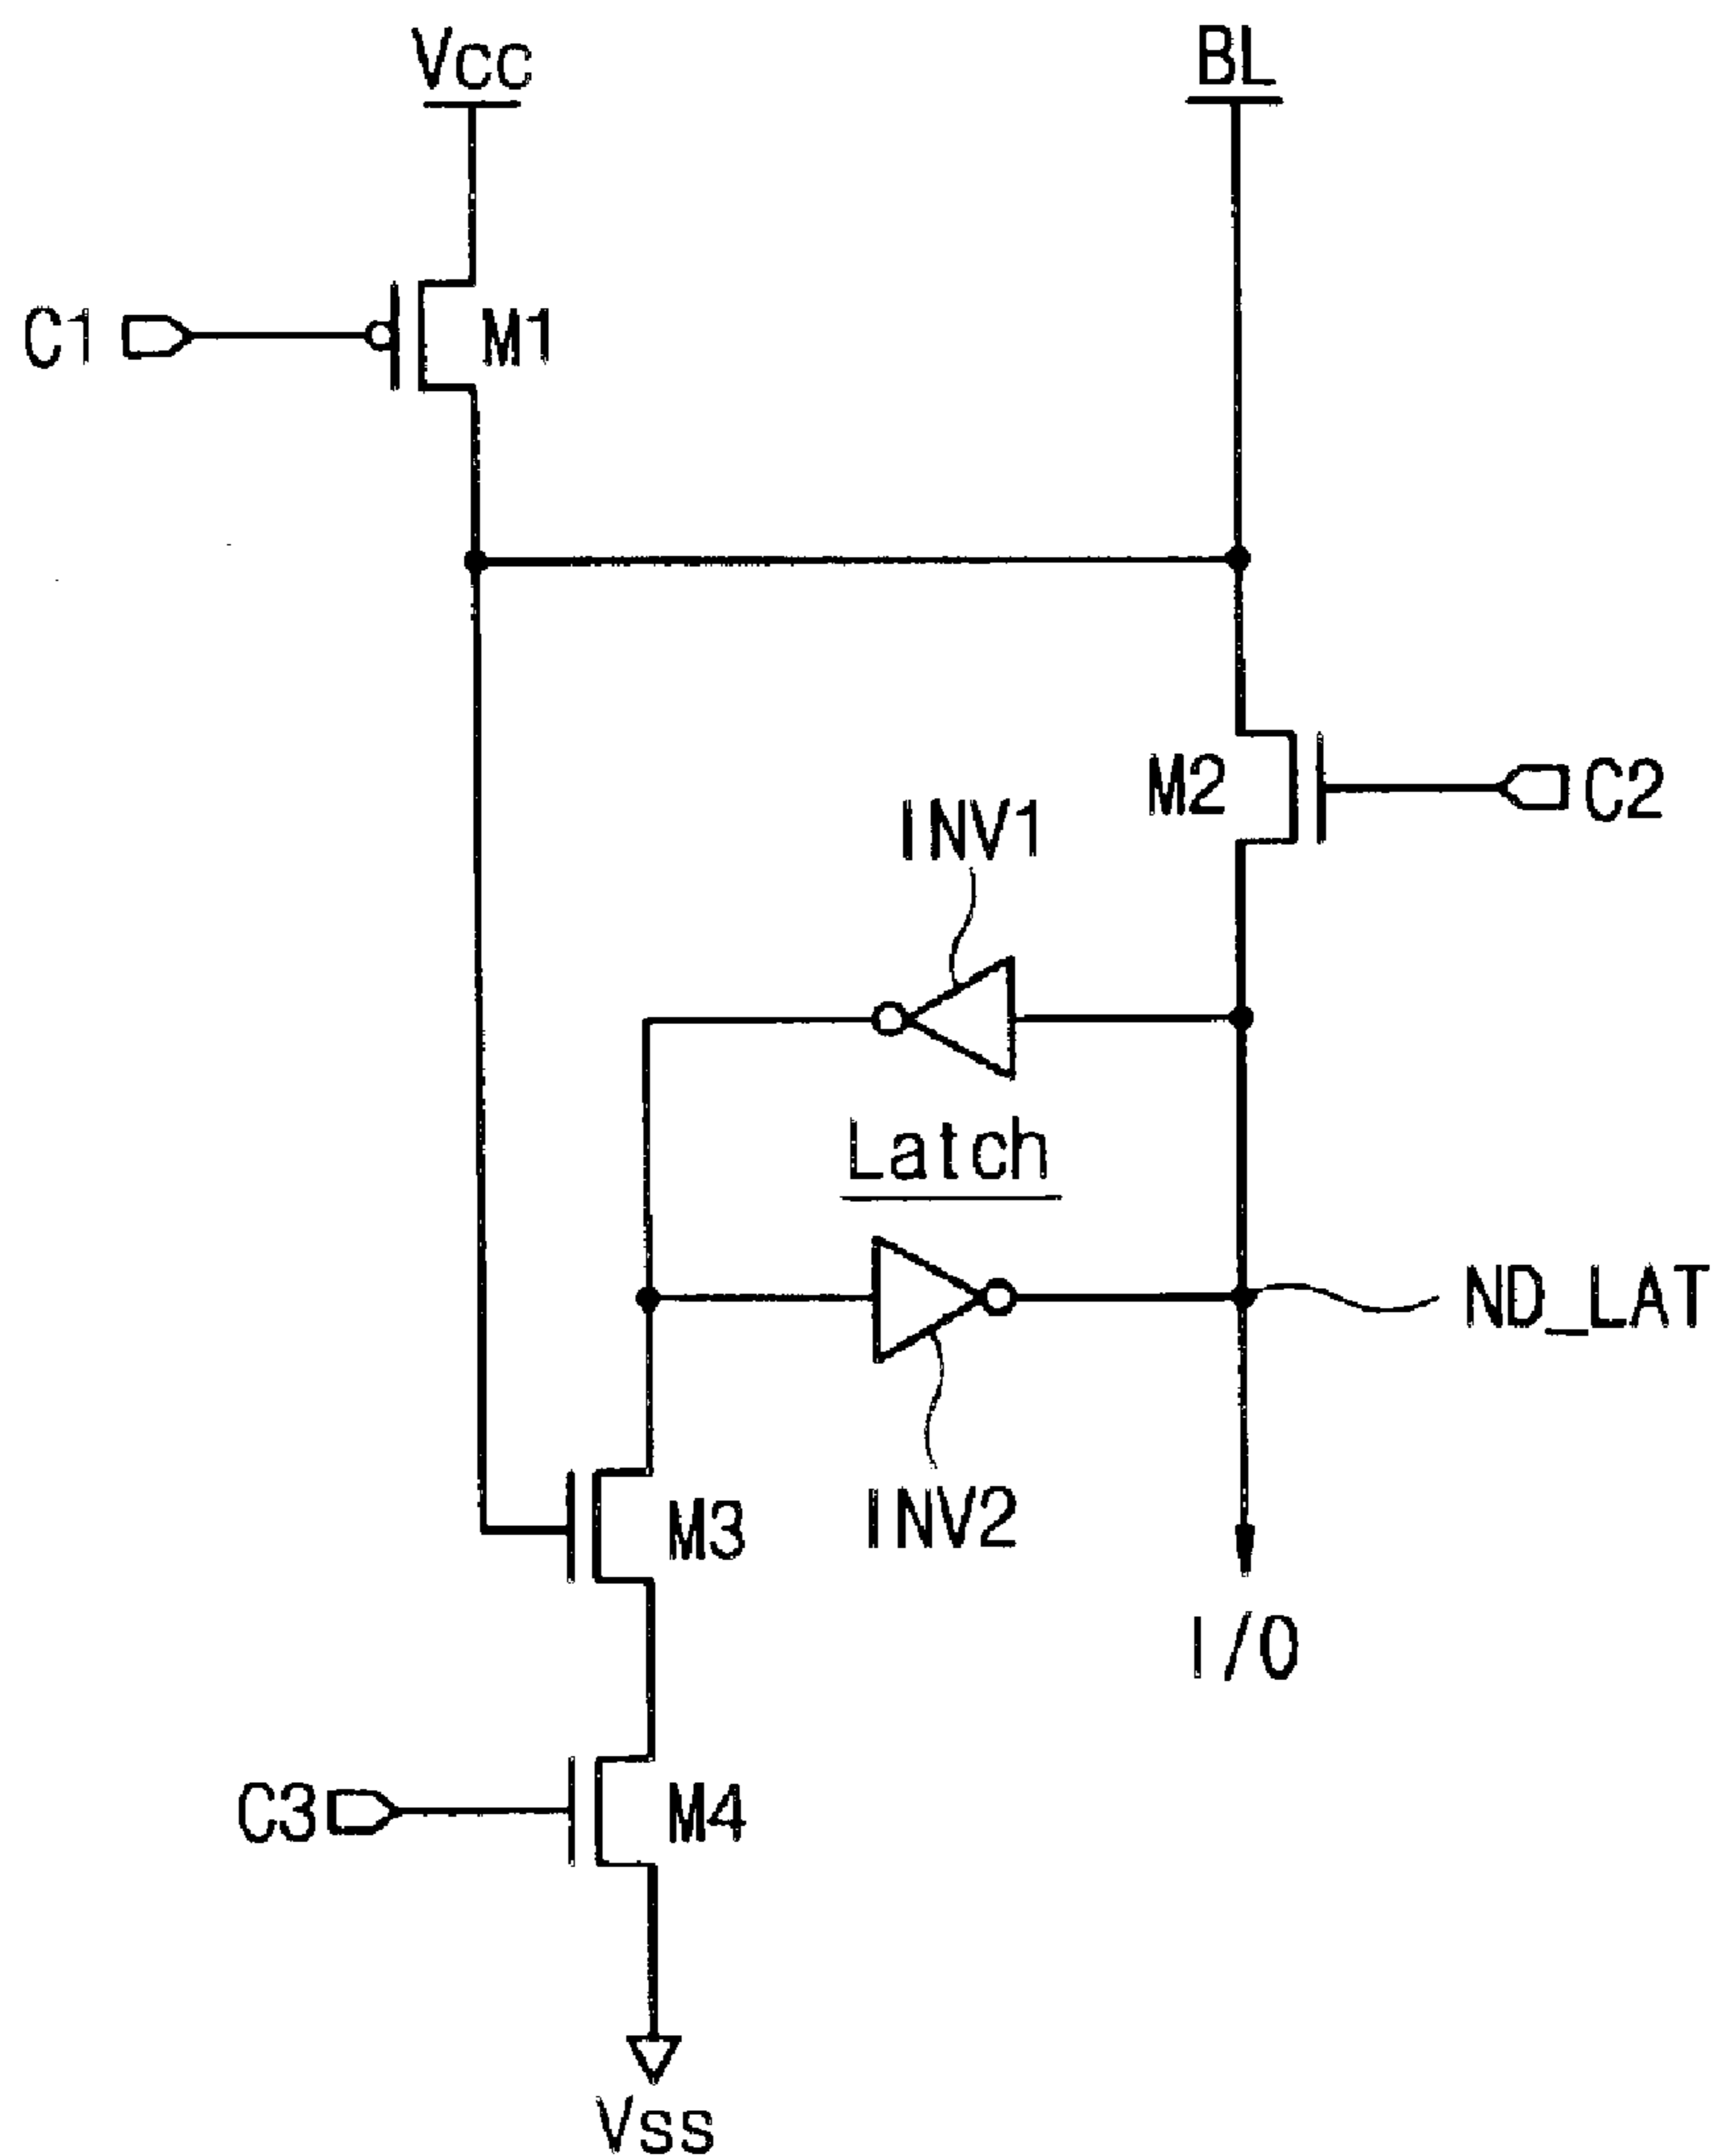 Vcc
BL
C1
M1
M2
C2
INV1
Latch
ND_LAT
M3
INV2
I/O
C3
M4
Vss